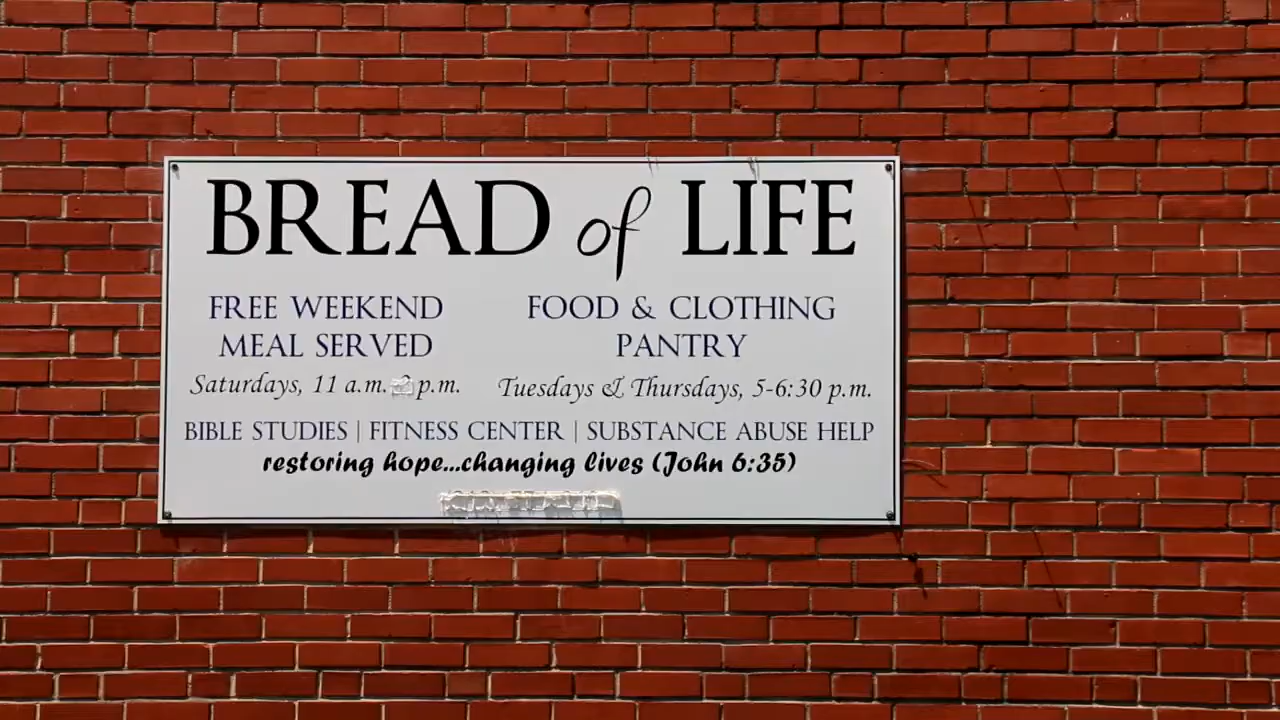 BREAD of LIFE
FREE WEEKEND
MEAL SERVED
Saturdays, 11 a.m. p.m.
FOOD & CLOTHING
PANTRY
Tuesdays & Thursdays, 5-6:30 p.m.
BIBLE STUDIES | FITNESS CENTER | SUBSTANCE ABUSE HELP
restoring hope...changing lives (John 6:35)